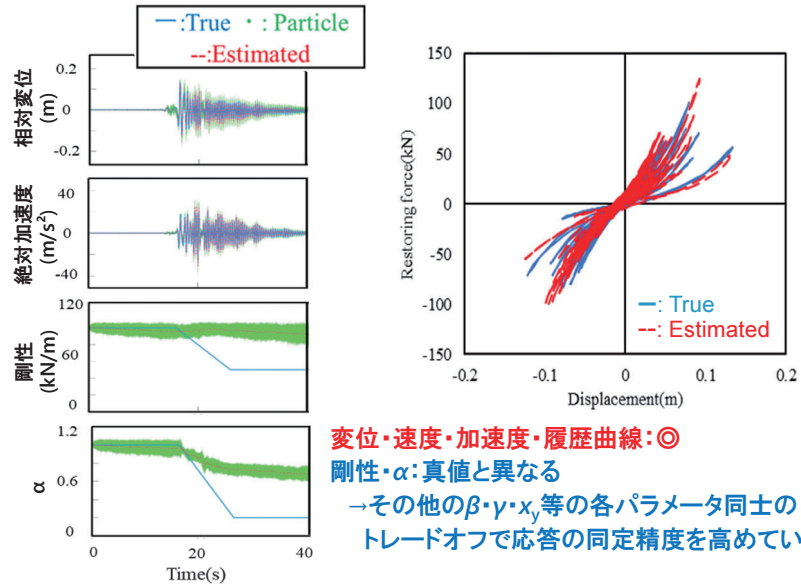 —:True ・: Particle
--:Estimated
相対変位
(m)
0.2
0
-0.2
絶対加速度
(m/s²)
40
0
-40
剛性
(kN/m)
120
60
0
α
1.2
0.6
0
0 20 40
Time(s)
Restoring force(kN)
150
100
50
0
-50
-100
-150
-0.2 -0.1 0 0.1 0.2
Displacement(m)
—: True
--: Estimated
変位・速度・加速度・履歴曲線:◎
剛性・α:真値と異なる
→その他のβ・γ・xy等の各パラメータ同士の
トレードオフで応答の同定精度を高めてい